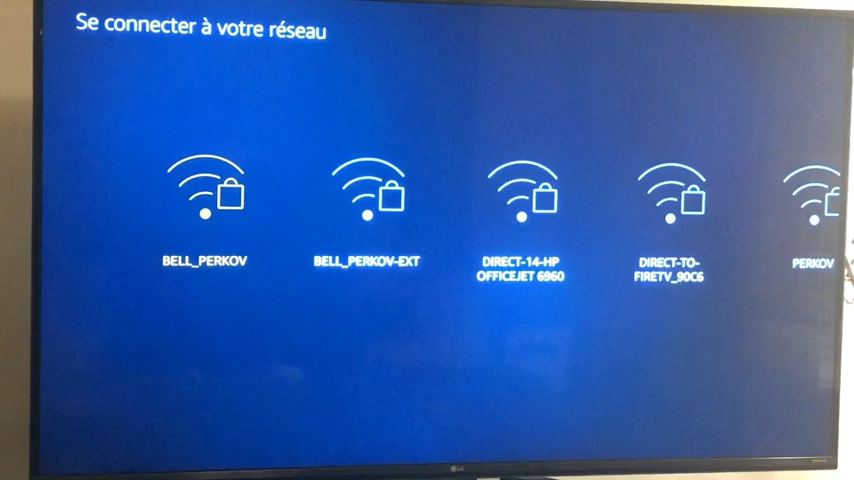 Se connecter à votre réseau
BELL_PERKOV
BELL_PERKOV-EXT
DIRECT-14-HP
OFFICEJET 6960
DIRECT-TO-
FIRETV_90C6
PERKOV
LG